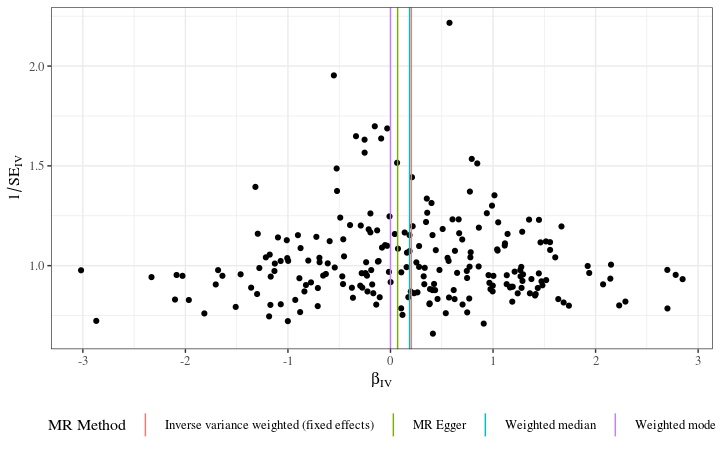 2.0
1.5
1.0
1/SE_IV
-3 -2 -1 0 1 2 3
β_IV
MR Method Inverse variance weighted (fixed effects) MR Egger Weighted median Weighted mode